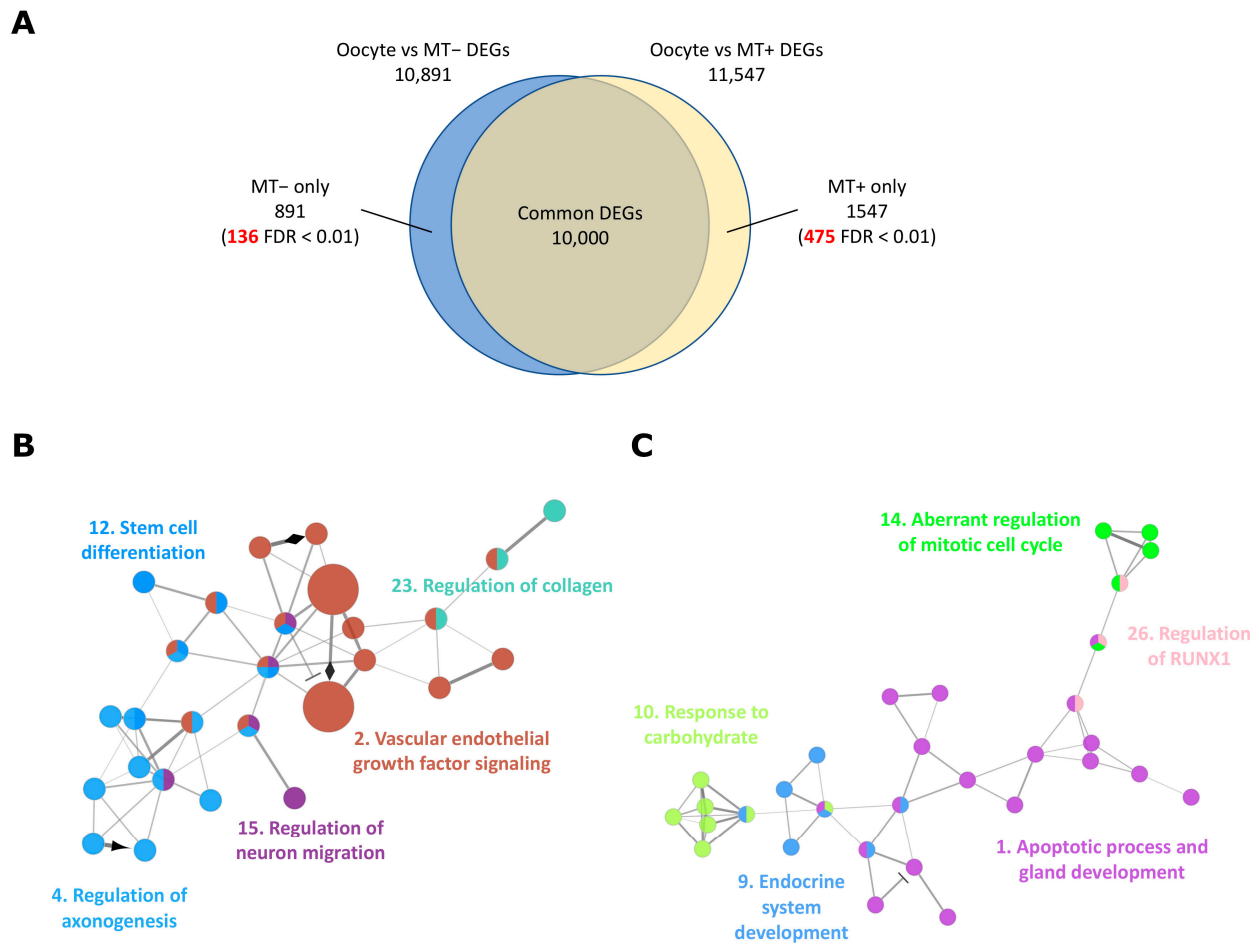 A
Oocyte vs MT− DEGs
10,891
Oocyte vs MT+ DEGs
11,547
MT− only
891
(136 FDR < 0.01)
Common DEGs
10,000
MT+ only
1547
(475 FDR < 0.01)
B
12. Stem cell
differentiation
23. Regulation of collagen
2. Vascular endothelial
growth factor signaling
15. Regulation of
neuron migration
4. Regulation of
axonogenesis
C
14. Aberrant regulation
of mitotic cell cycle
26. Regulation
of RUNX1
10. Response to
carbohydrate
1. Apoptotic process and
gland development
9. Endocrine
system
development